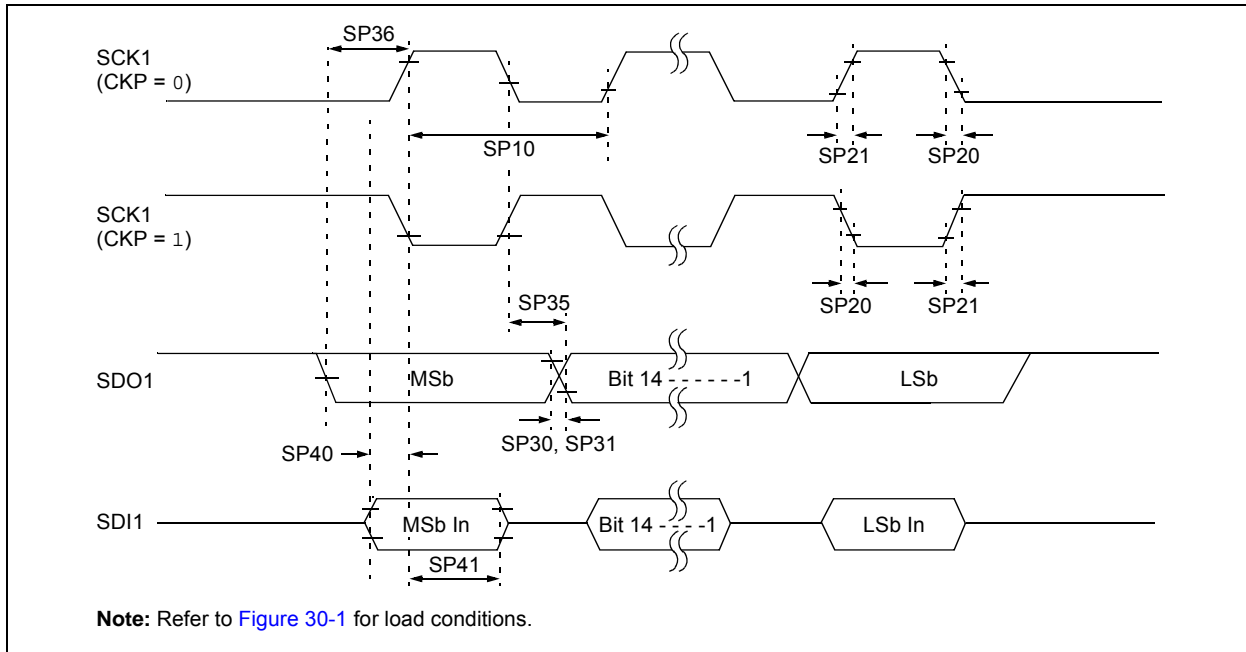 SP36
SCK1
(CKP = 0)
SP10
SP21
SP20
SCK1
(CKP = 1)
SP35
SP20
SP21
SDO1
MSb
Bit 14 - - - - - -1
LSb
SP30, SP31
SP40
SDI1
MSb In
Bit 14 - - - -1
LSb In
SP41
Note: Refer to Figure 30-1 for load conditions.